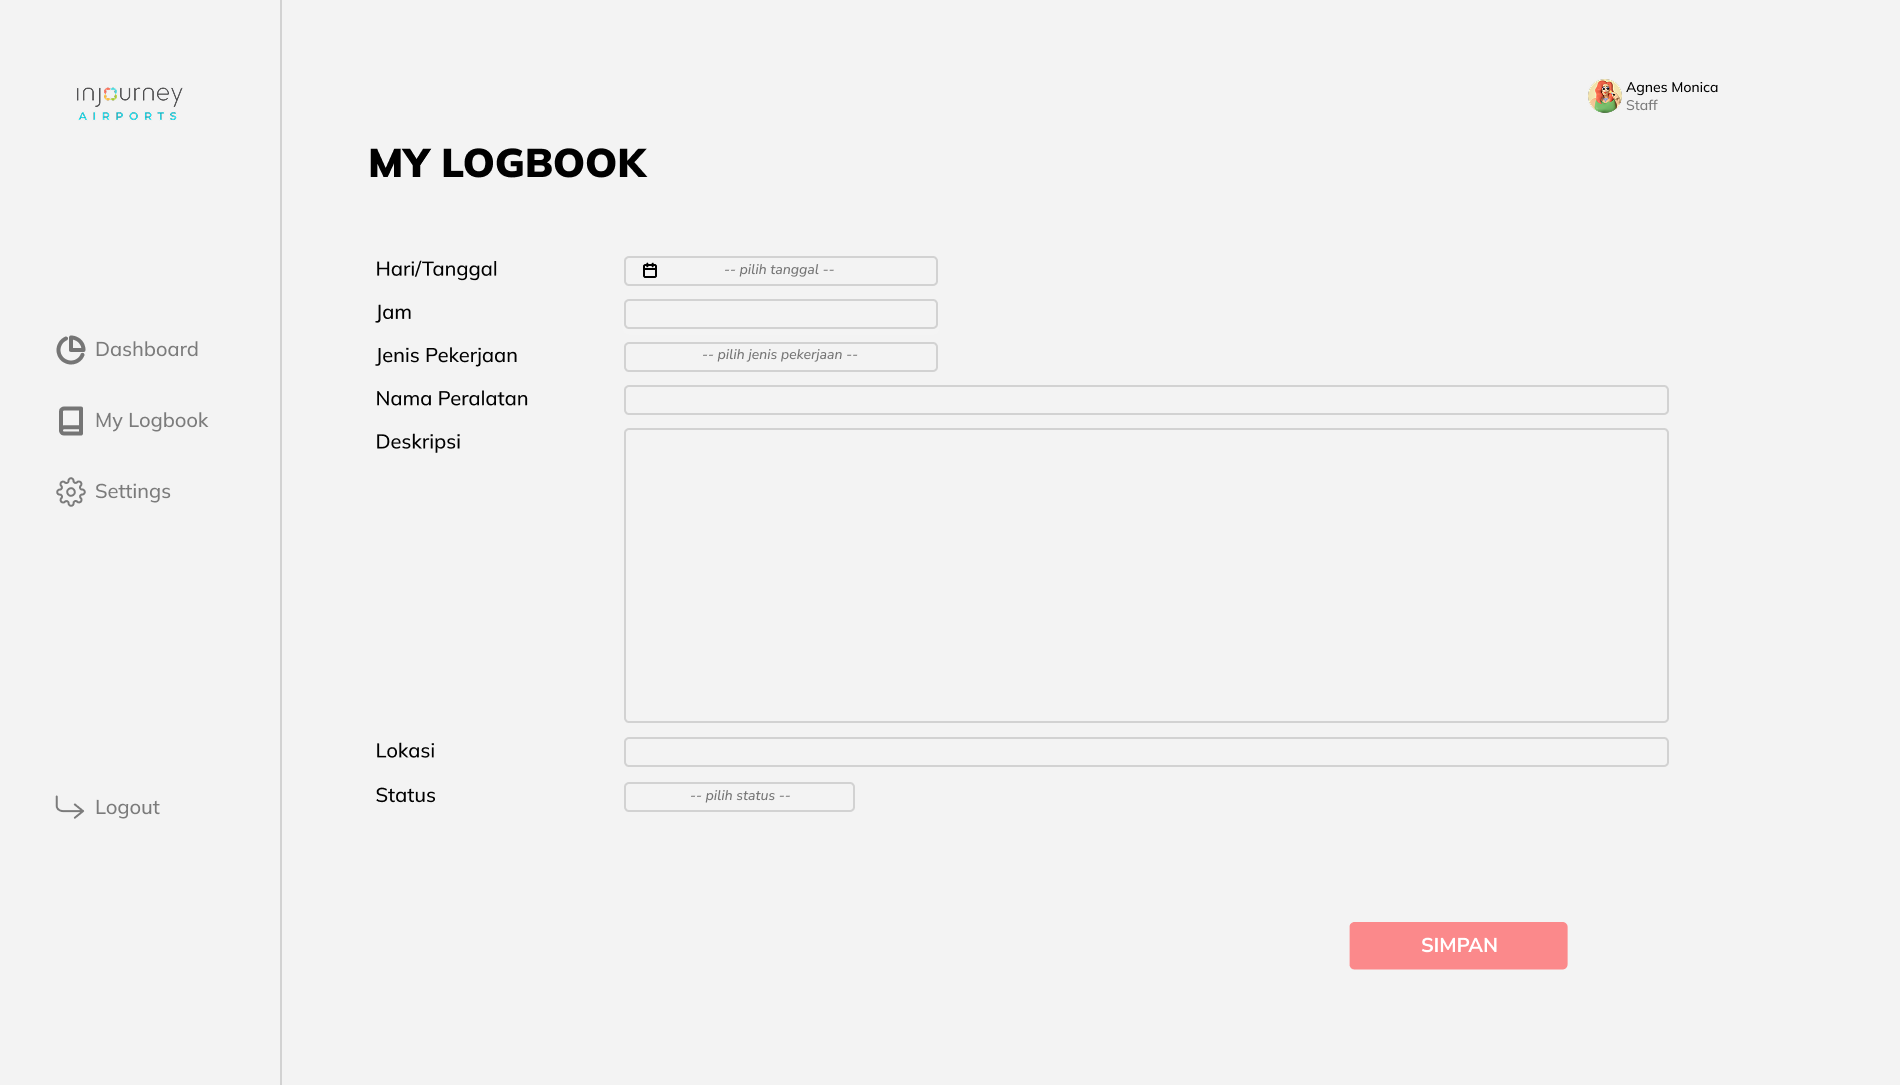 injourney
AIRPORTS
Agnes Monica
Staff
MY LOGBOOK
Hari/Tanggal
-- pilih tanggal --
Jam
Jenis Pekerjaan
-- pilih jenis pekerjaan --
Nama Peralatan
Deskripsi
Lokasi
Status
-- pilih status --
Dashboard
My Logbook
Settings
Logout
SIMPAN